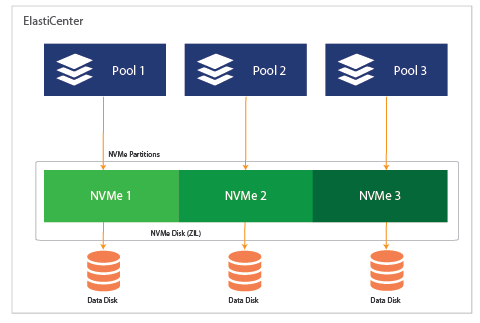 ElastiCenter
Pool 1
Pool 2
Pool 3
NVMe Partitions
NVMe 1
NVMe 2
NVMe 3
NVMe Disk (ZIL)
Data Disk
Data Disk
Data Disk